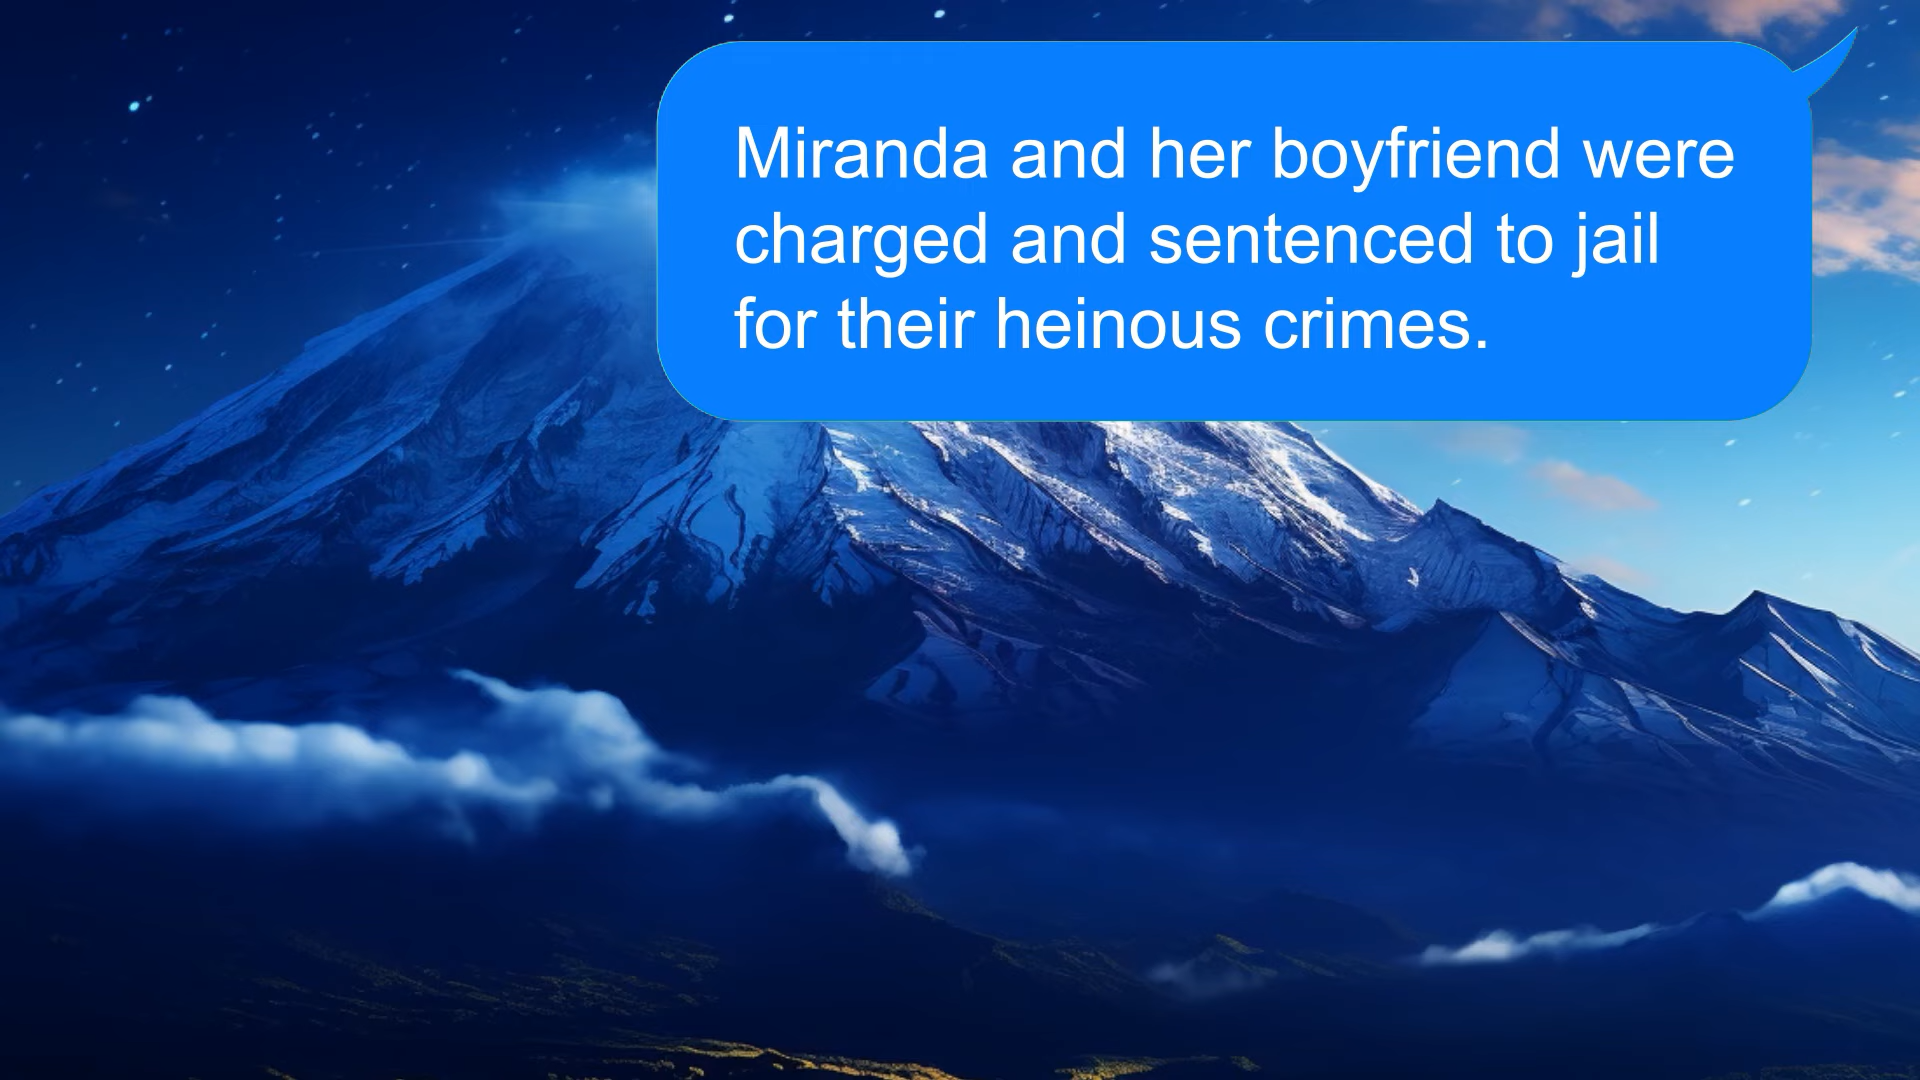 Miranda and her boyfriend were
charged and sentenced to jail
for their heinous crimes.